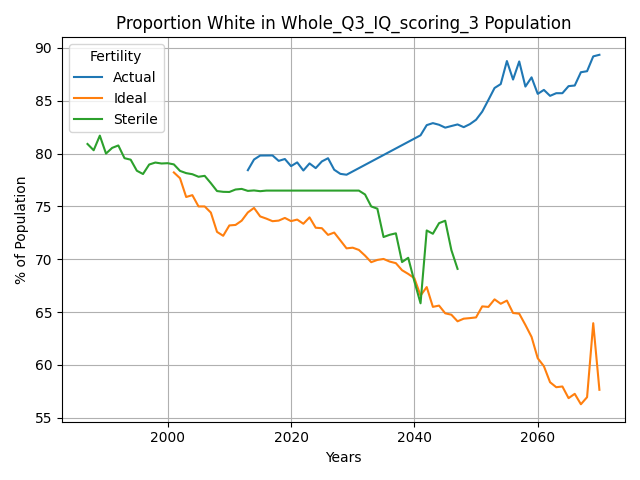 Proportion White in Whole_Q3_IQ_scoring_3 Population
Fertility
Actual
Ideal
Sterile
% of Population
90
85
80
75
70
65
60
55
2000
2020
2040
2060
Years